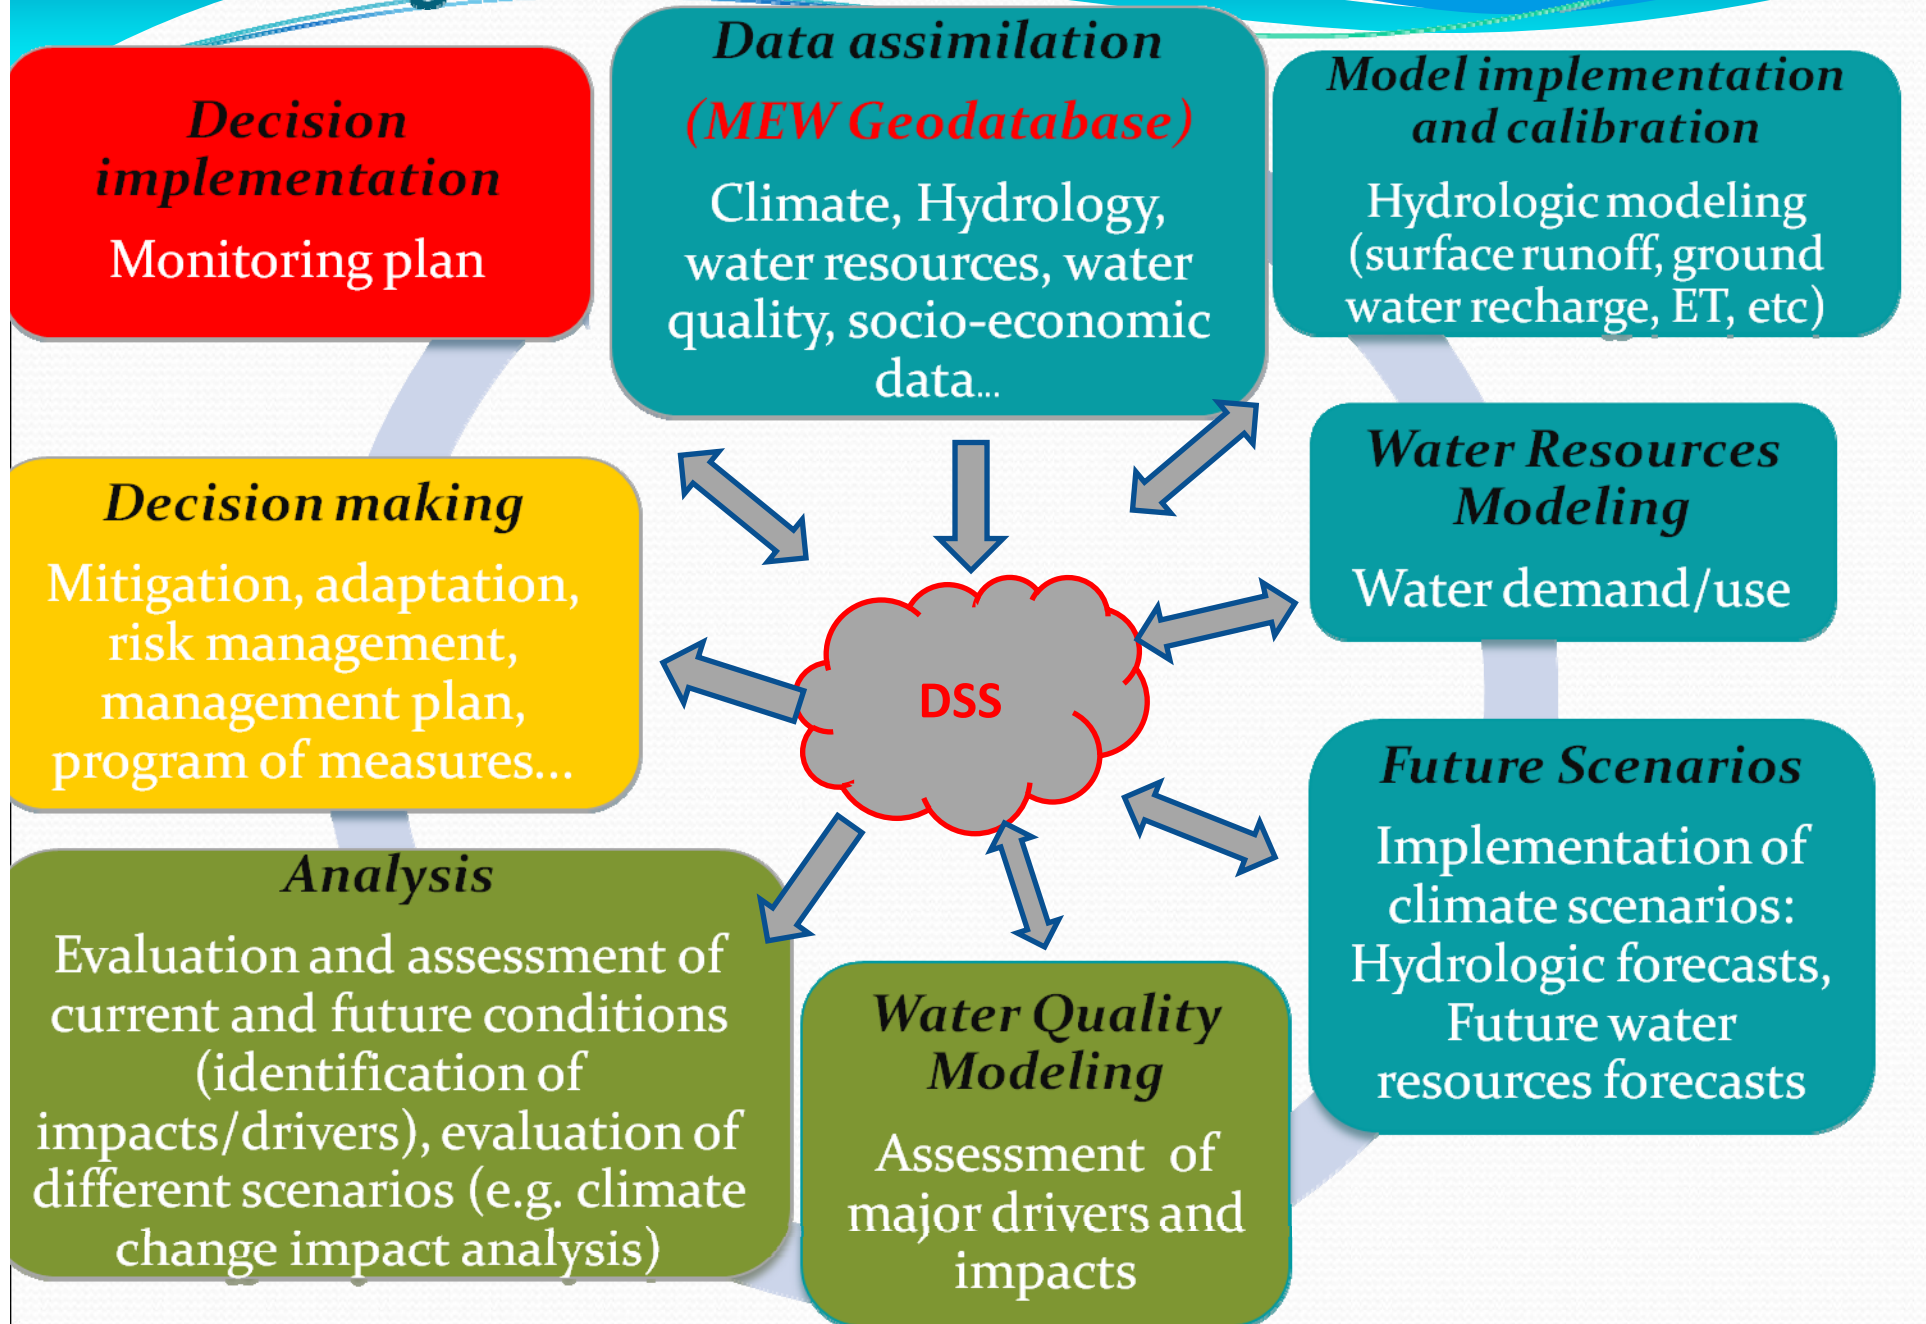 Data assimilation
(MEW Geodatabase)
Climate, Hydrology,
water resources, water
quality, socio-economic
data...
Model implementation
and calibration
Hydrologic modeling
(surface runoff, ground
water recharge, ET, etc)
Water Resources
Modeling
Water demand/use
Future Scenarios
Implementation of
climate scenarios:
Hydrologic forecasts,
Future water
resources forecasts
Water Quality
Modeling
Assessment of
major drivers and
impacts
Analysis
Evaluation and assessment of
current and future conditions
(identification of
impacts/drivers), evaluation of
different scenarios (e.g. climate
change impact analysis)
Decision making
Mitigation, adaptation,
risk management,
management plan,
program of measures...
Decision
implementation
Monitoring plan
DSS